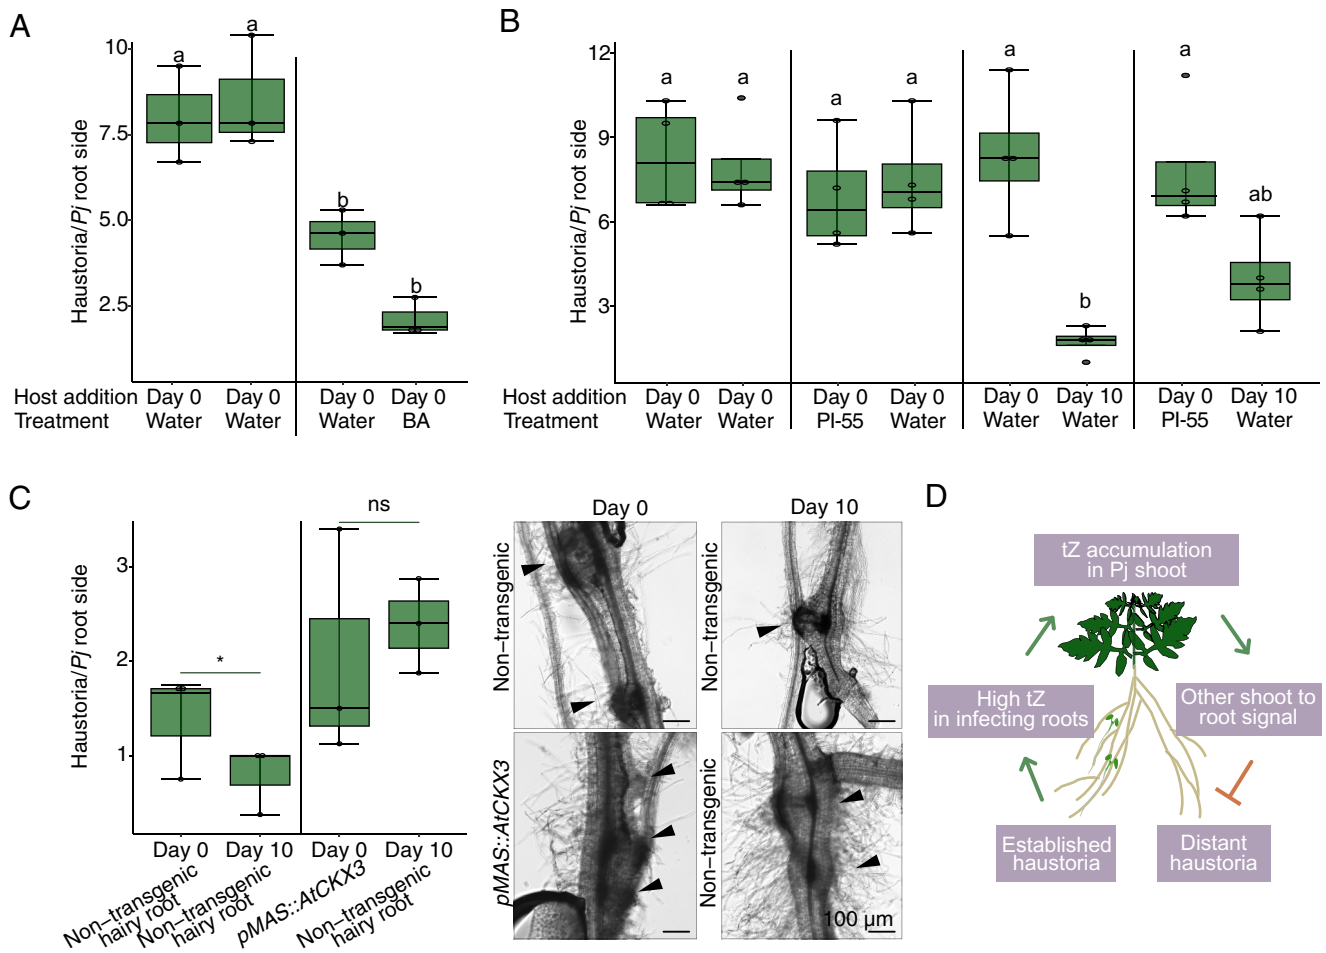 A
Haustoria/Pj root side
10
7.5
5.0
2.5
a
a
b
b
Host addition Day 0 Day 0 Day 0 Day 0
Treatment Water Water Water BA
B
Haustoria/Pj root side
12
9
6
3
a
a
a
a
a
b
a
ab
Host addition Day 0 Day 0 Day 0 Day 0 Day 0 Day 10 Day 0 Day 10
Treatment Water Water PI-55 Water Water Water PI-55 Water
C
Haustoria/Pj root side
3
2
1
*
ns
Day 0 Day 10 Day 0 Day 10
Non−transgenic
hairy root
Non−transgenic
hairy root
pMAS::AtCKX3
Non−transgenic
hairy root
Day 0
Day 10
Non−transgenic
Non−transgenic
pMAS::AtCKX3
Non−transgenic
100 µm
D
tZ accumulation
in Pj shoot
High tZ
in infecting roots
Other shoot to
root signal
Established
haustoria
Distant
haustoria